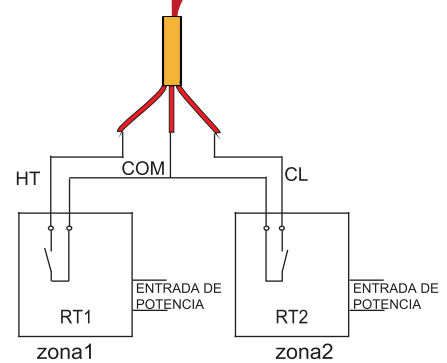 HT
COM
CL
RT1
ENTRADA DE
POTENCIA
RT2
ENTRADA DE
POTENCIA
zona1
zona2